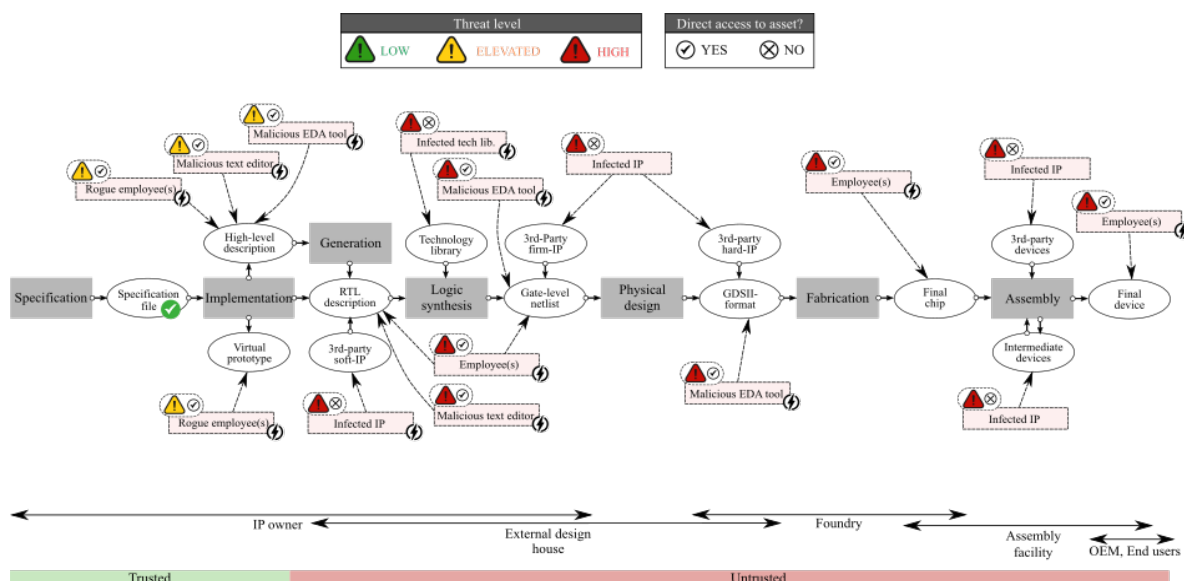 Threat level
LOW
ELEVATED
HIGH
Direct access to asset?
YES
NO
Malicious EDA tool
Malicious text editor
Rogue employee(s)
Infected tech lib.
Malicious EDA tool
Infected IP
Employee(s)
Infected IP
Employee(s)
High-level
description
Generation
Technology
library
3rd-Party
firm-IP
3rd-party
hard-IP
3rd-party
devices
Specification
Specification
file
Implementation
RTL
description
Logic
synthesis
Gate-level
netlist
Physical
design
GDSII-
format
Fabrication
Final
chip
Assembly
Final
device
Virtual
prototype
3rd-party
soft-IP
Employee(s)
Intermediate
devices
Malicious EDA tool
Rogue employee(s)
Infected IP
Malicious text editor
Infected IP
IP owner
External design
house
Foundry
Assembly
facility
OEM, End users
Trusted
Untrusted